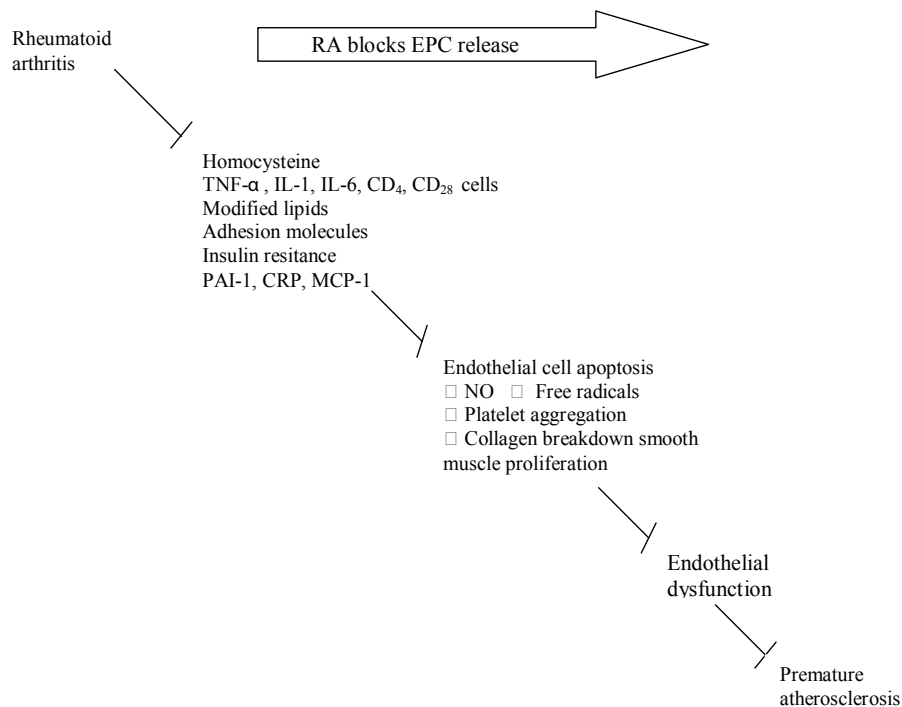 Rheumatoid
arthritis
RA blocks EPC release
Homocysteine
TNF-α , IL-1, IL-6, CD₄, CD₂₈ cells
Modified lipids
Adhesion molecules
Insulin resitance
PAI-1, CRP, MCP-1
Endothelial cell apoptosis
□ NO □ Free radicals
□ Platelet aggregation
□ Collagen breakdown smooth
muscle proliferation
Endothelial
dysfunction
Premature
atherosclerosis